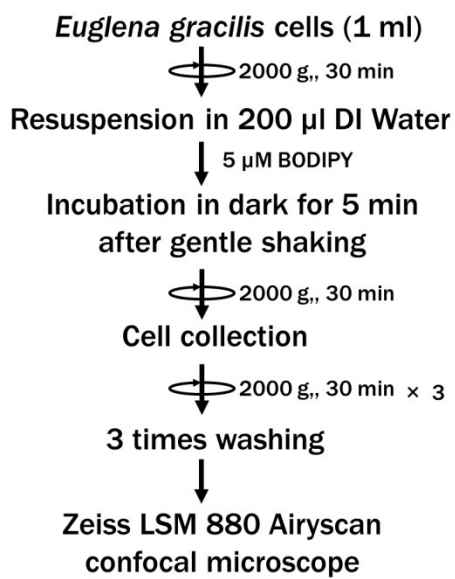 Euglena gracilis cells (1 ml)
2000 g,, 30 min
Resuspension in 200 µl DI Water
5 µM BODIPY
Incubation in dark for 5 min
after gentle shaking
2000 g,, 30 min
Cell collection
2000 g,, 30 min × 3
3 times washing
Zeiss LSM 880 Airyscan
confocal microscope